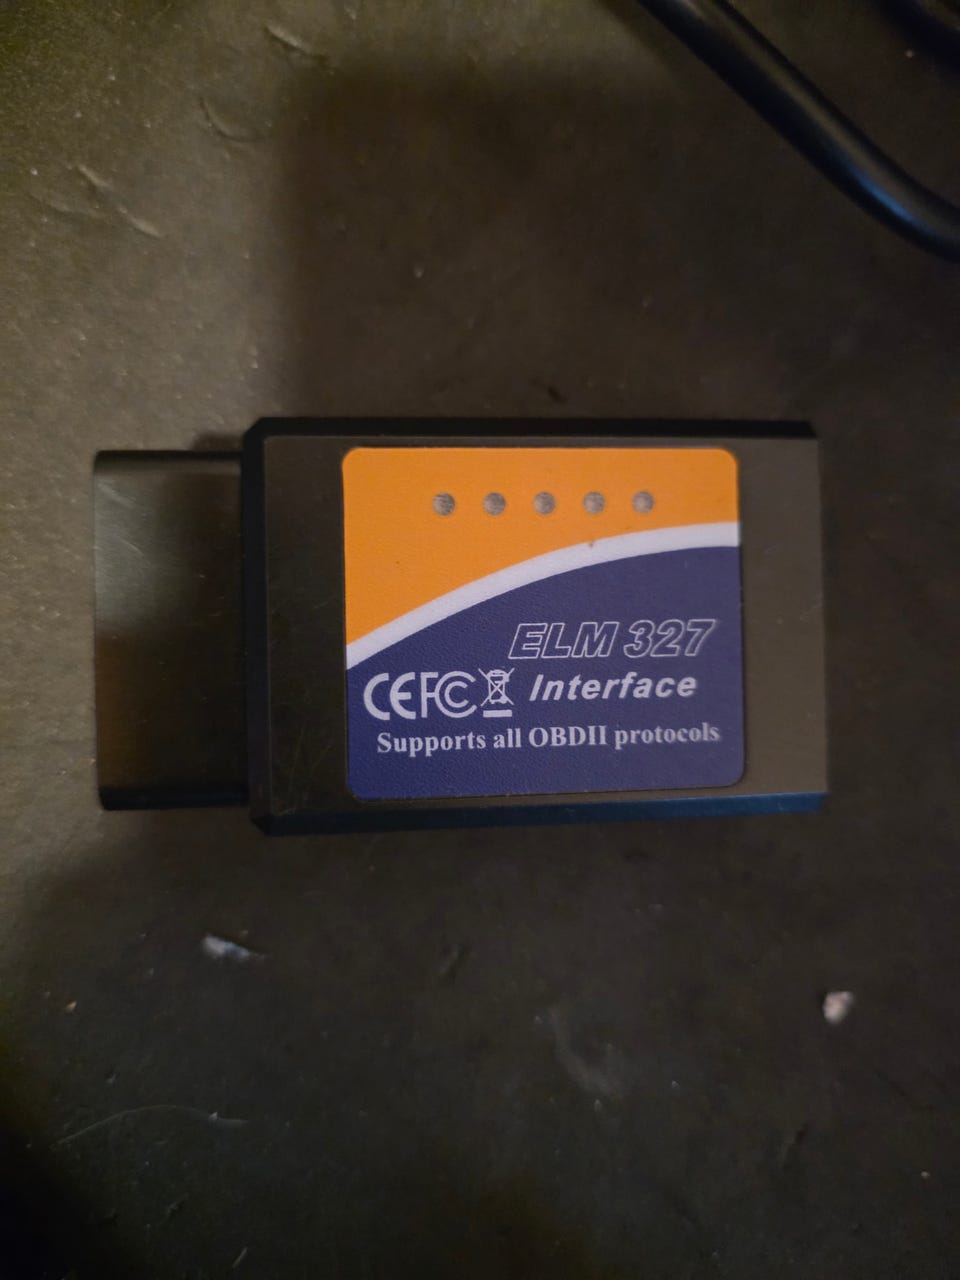 ELM 327
CE FC Interface
Supports all OBDII protocols